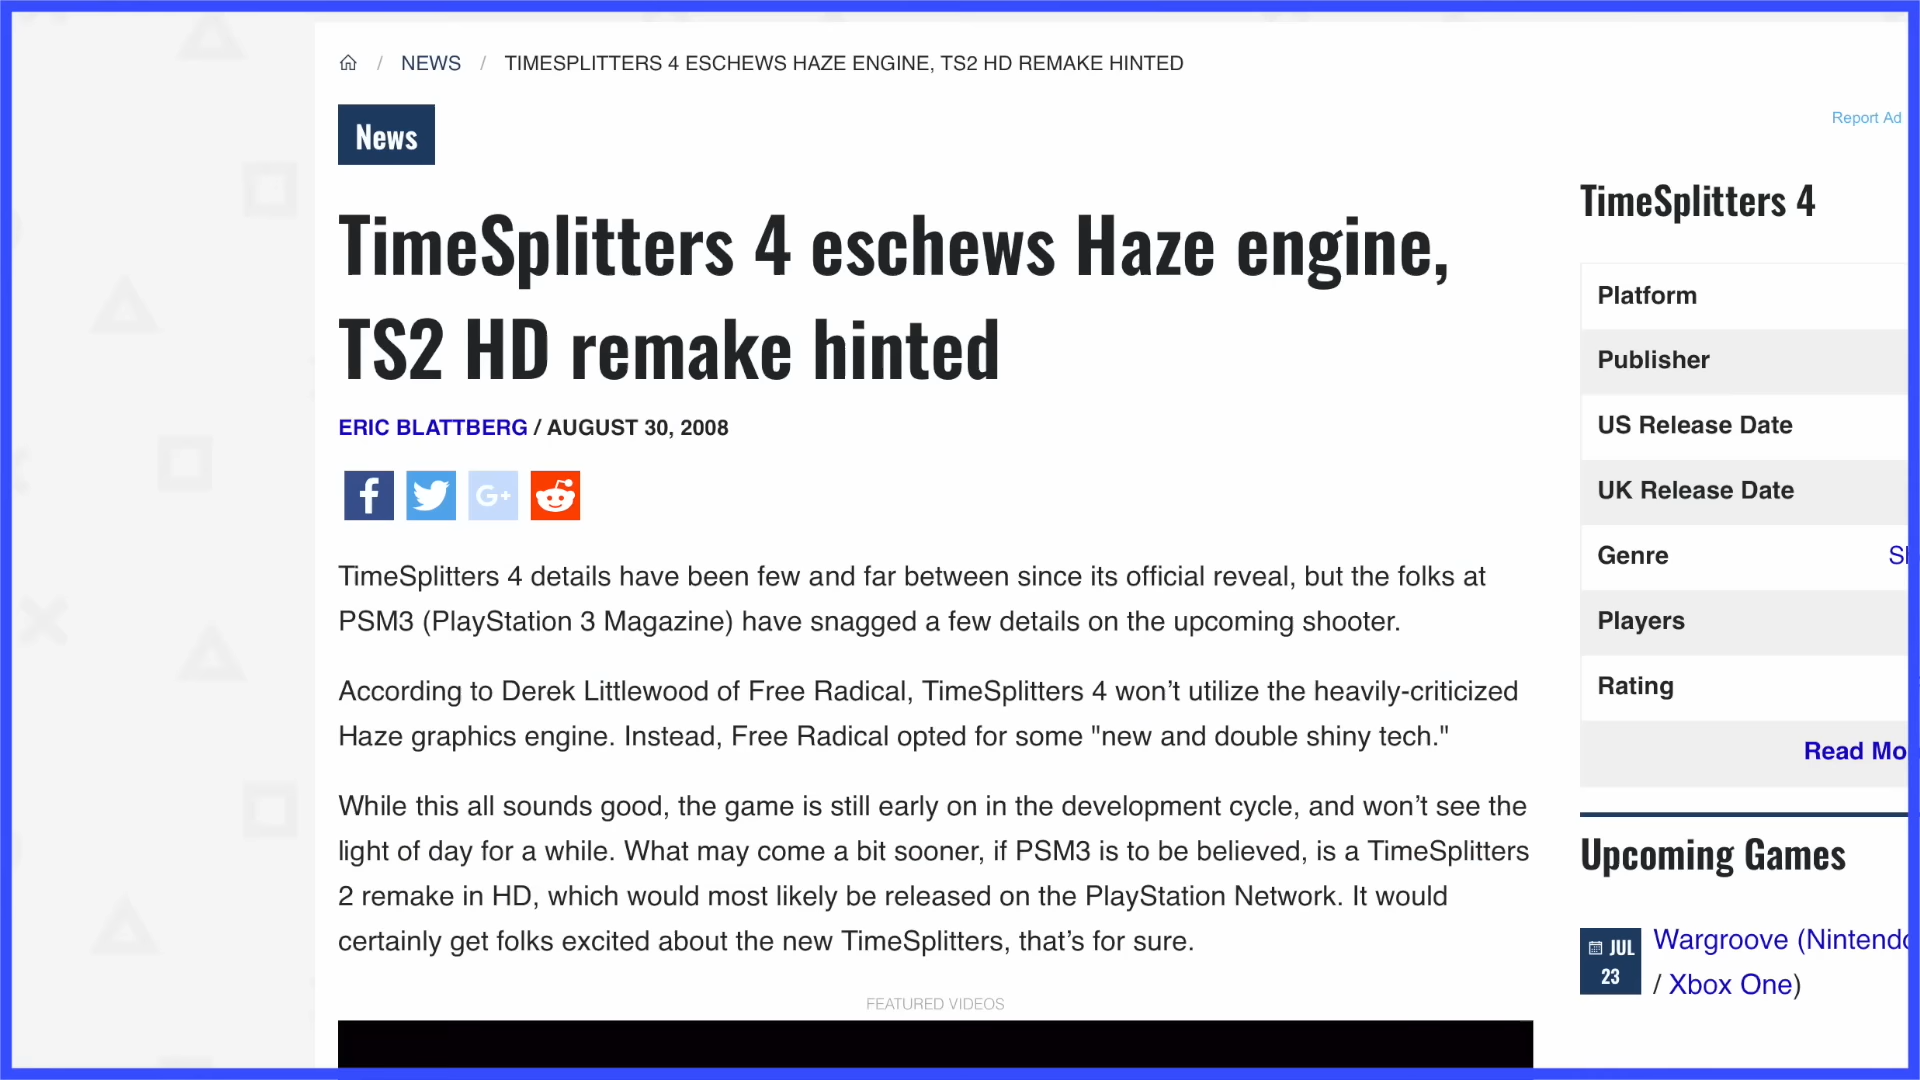 / NEWS / TIMESPLITTERS 4 ESCHEWS HAZE ENGINE, TS2 HD REMAKE HINTED
News
TimeSplitters 4 eschews Haze engine,
TS2 HD remake hinted
ERIC BLATTBERG / AUGUST 30, 2008
f G+
TimeSplitters 4 details have been few and far between since its official reveal, but the folks at
PSM3 (PlayStation 3 Magazine) have snagged a few details on the upcoming shooter.
According to Derek Littlewood of Free Radical, TimeSplitters 4 won’t utilize the heavily-criticized
Haze graphics engine. Instead, Free Radical opted for some "new and double shiny tech."
While this all sounds good, the game is still early on in the development cycle, and won’t see the
light of day for a while. What may come a bit sooner, if PSM3 is to be believed, is a TimeSplitters
2 remake in HD, which would most likely be released on the PlayStation Network. It would
certainly get folks excited about the new TimeSplitters, that’s for sure.
FEATURED VIDEOS
Report Ad
TimeSplitters 4
Platform
Publisher
US Release Date
UK Release Date
Genre
Players
Rating
Read Mo
Upcoming Games
JUL
23
Wargroove (Nintendo
/ Xbox One)